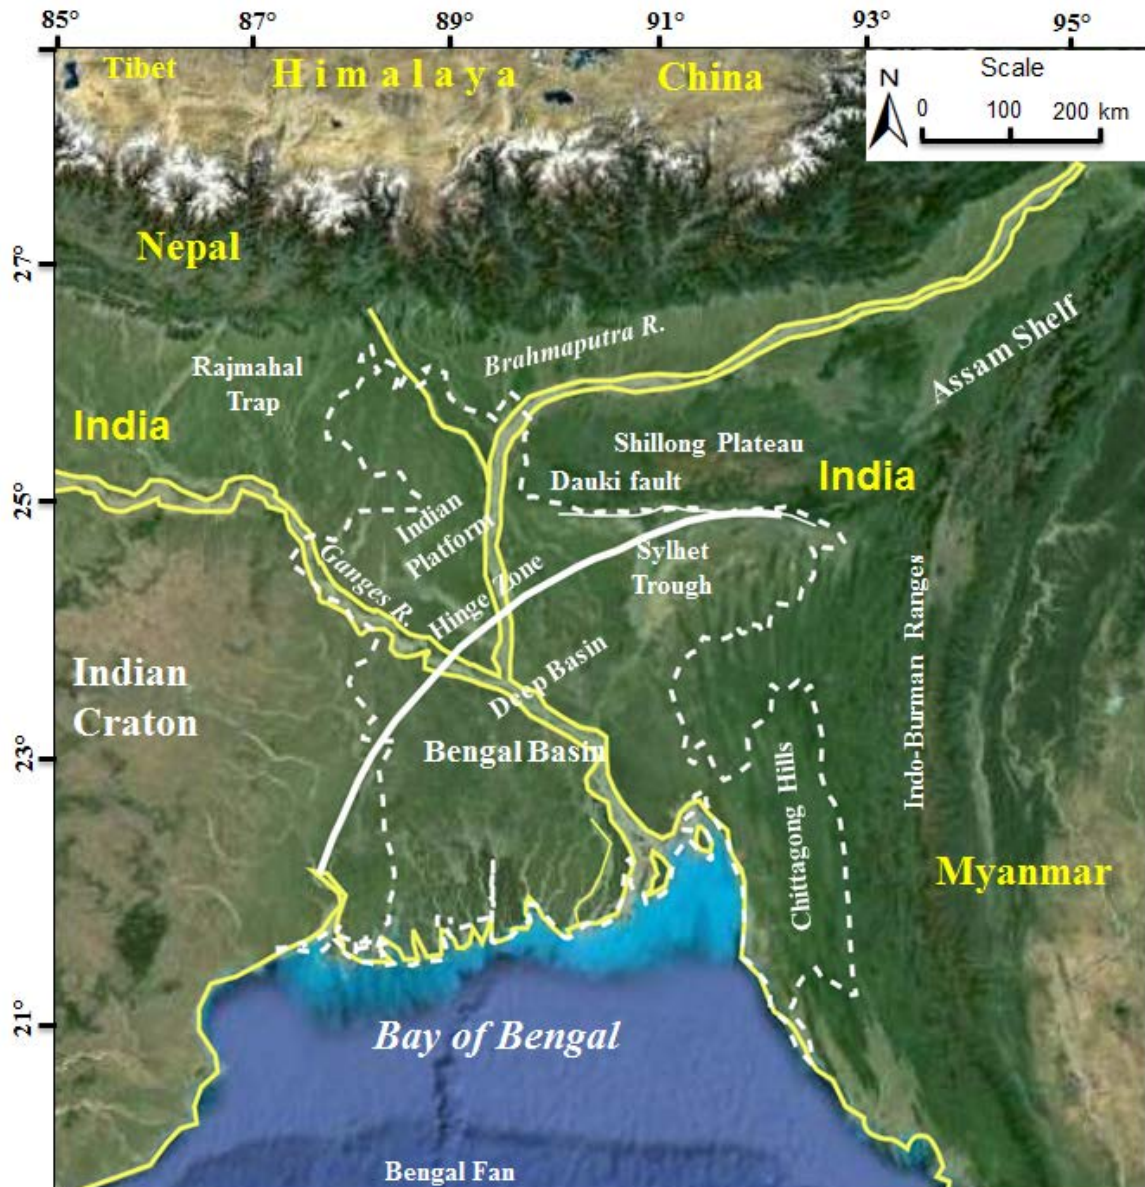 85°
87°
89°
91°
93°
95°
Tibet
Himalaya
China
N
Scale
0
100
200 km
Nepal
27°
Brahmaputra R.
Assam Shelf
Rajmahal
Trap
India
Shillong Plateau
India
Dauki fault
25°
Indian
Platform
Sylhet
Trough
Ganges R.
Hinge Zone
Indo-Burman Ranges
Indian
Craton
Deep Basin
Bengal Basin
23°
Chittagong Hills
Myanmar
21°
Bay of Bengal
Bengal Fan